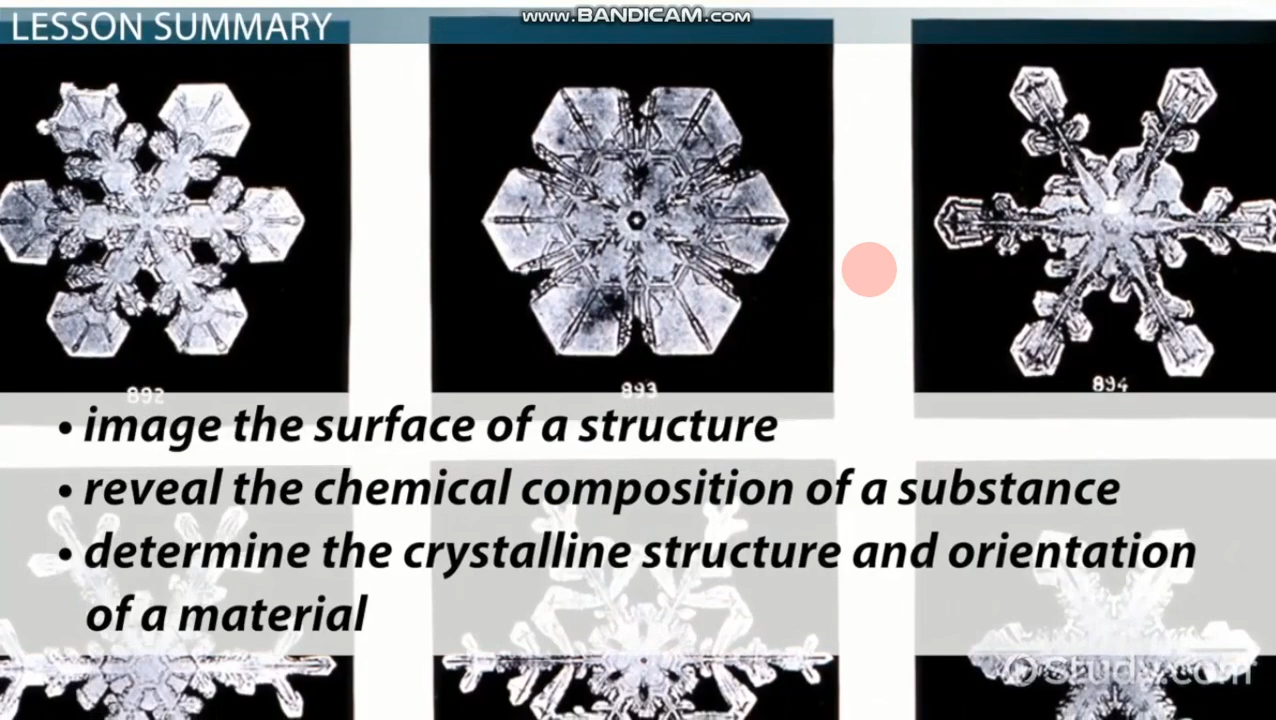 www.BANDICAM.com
LESSON SUMMARY
892
893
894
• image the surface of a structure
• reveal the chemical composition of a substance
• determine the crystalline structure and orientation
of a material
Study.com